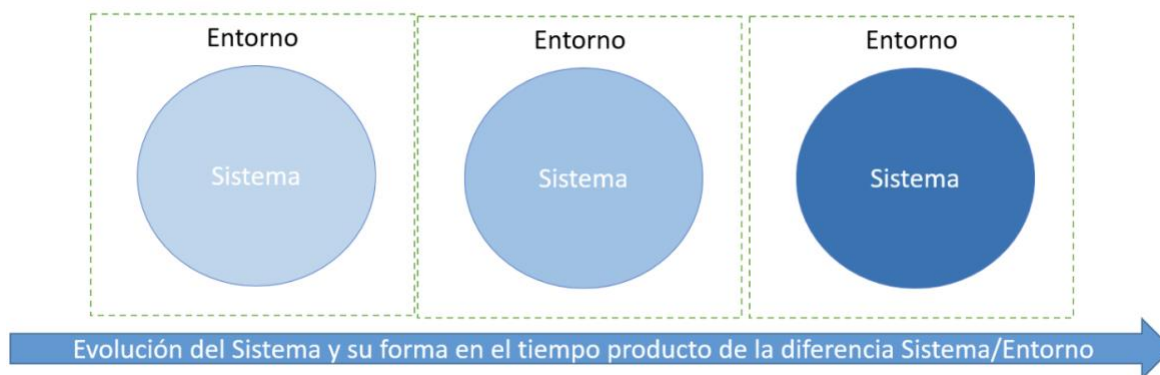 Entorno
Entorno
Entorno
Sistema
Sistema
Sistema
Evolución del Sistema y su forma en el tiempo producto de la diferencia Sistema/Entorno